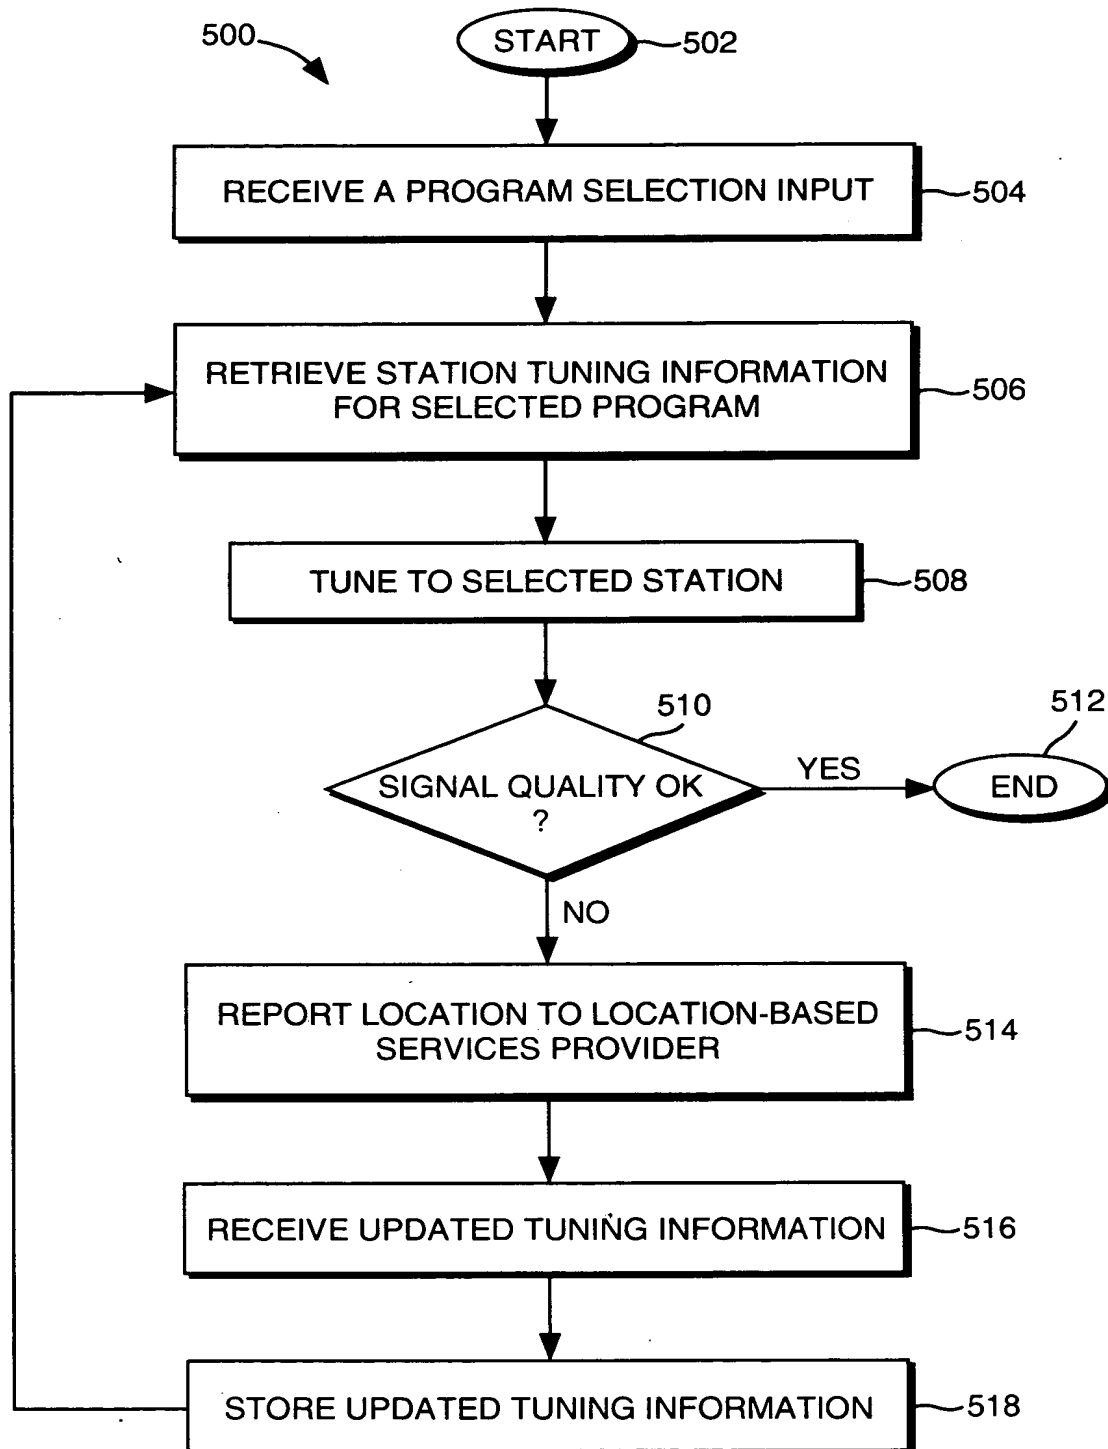 500
START
502
RECEIVE A PROGRAM SELECTION INPUT
504
RETRIEVE STATION TUNING INFORMATION
FOR SELECTED PROGRAM
506
TUNE TO SELECTED STATION
508
510
512
SIGNAL QUALITY OK
?
YES
END
NO
REPORT LOCATION TO LOCATION-BASED
SERVICES PROVIDER
514
RECEIVE UPDATED TUNING INFORMATION
516
STORE UPDATED TUNING INFORMATION
518